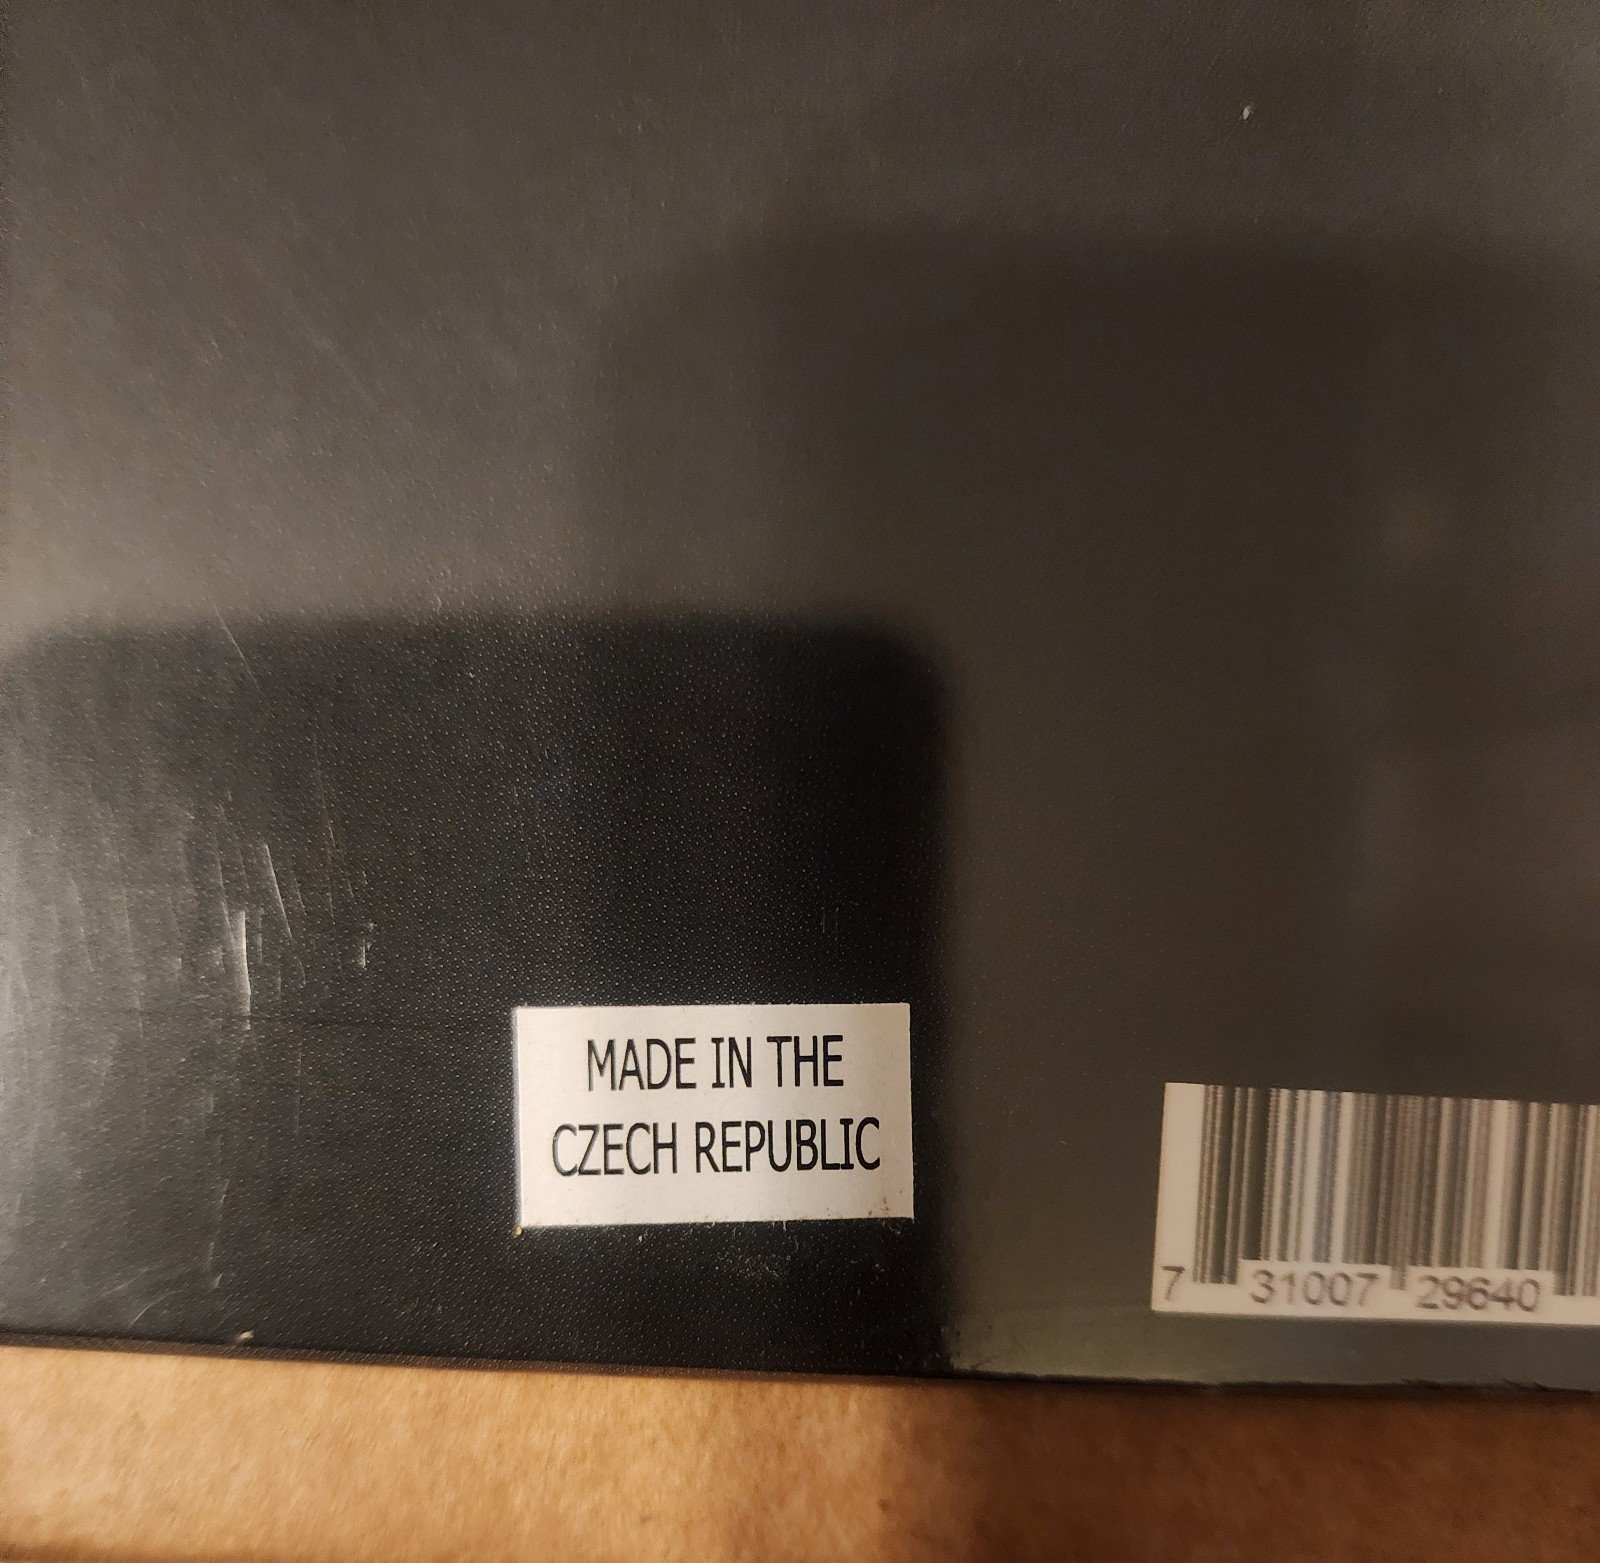 MADE IN THE
CZECH REPUBLIC
7 31007 29640